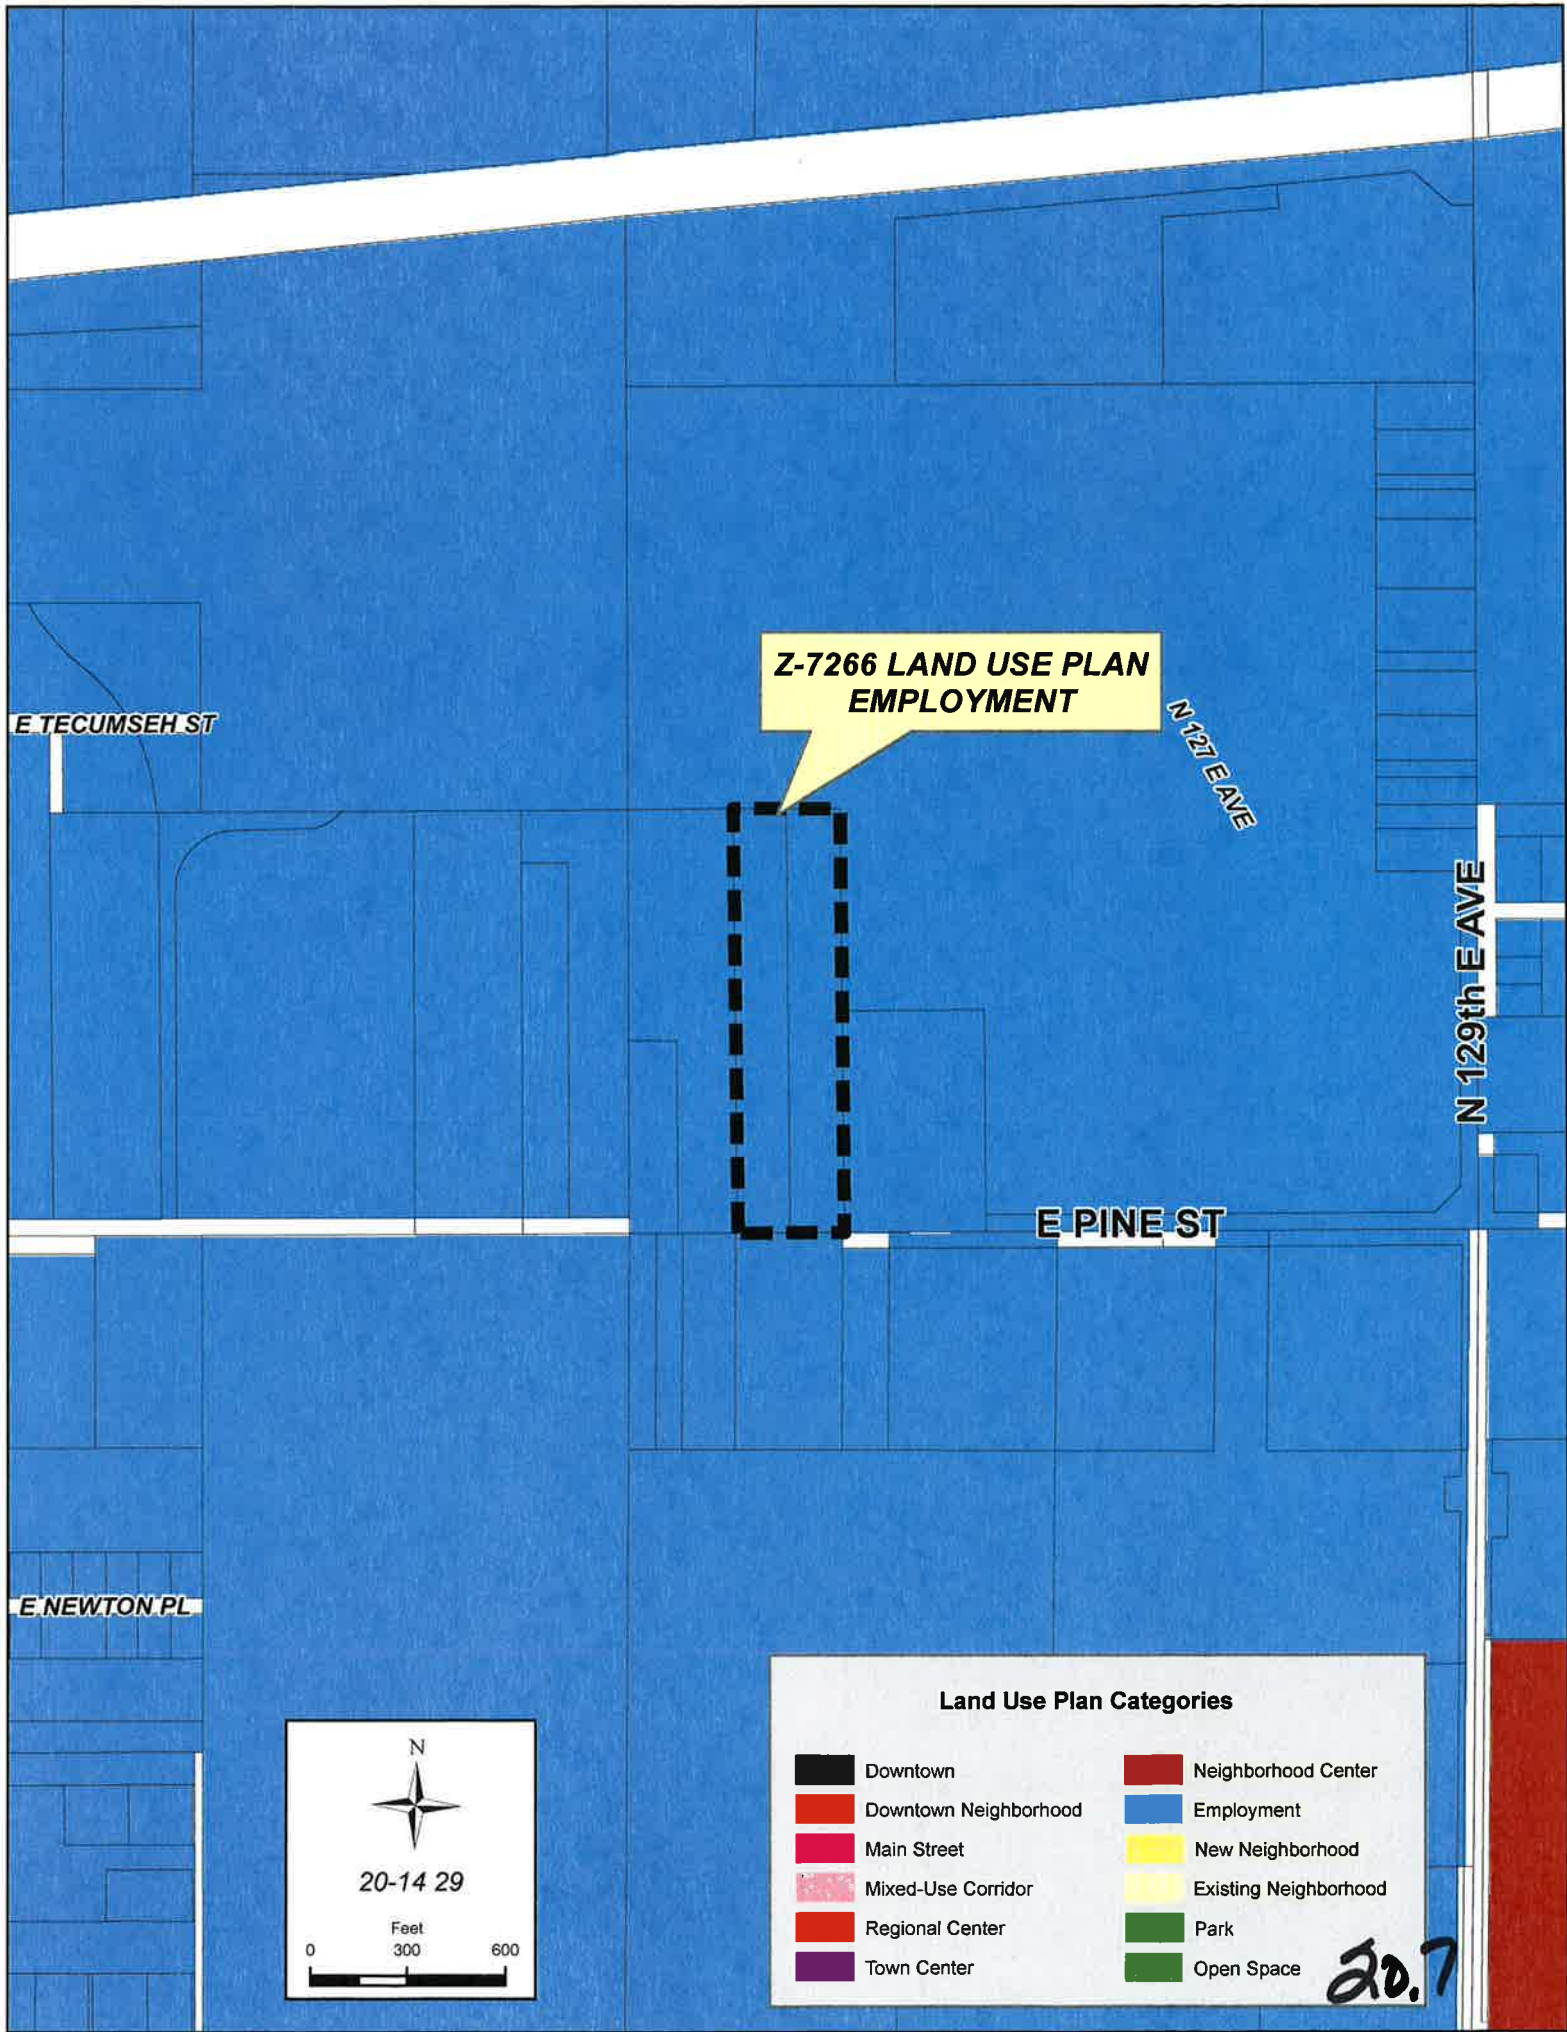 Z-7266 LAND USE PLAN
EMPLOYMENT
N 127 E AVE
E TECUMSEH ST
N 129th E AVE
E PINE ST
E NEWTON PL
N
20-14 29
Feet
0 300 600
Land Use Plan Categories
Downtown
Downtown Neighborhood
Main Street
Mixed-Use Corridor
Regional Center
Town Center
Neighborhood Center
Employment
New Neighborhood
Existing Neighborhood
Park
Open Space
20.7